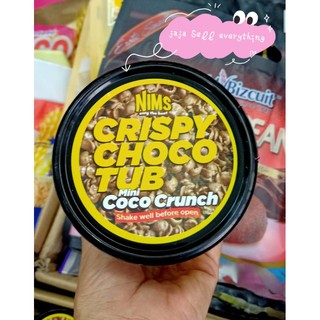 jaja Sell everything
NIMS
CRISPY
CHOCO
TUB
Mini
Coco Crunch
Shake well before open
Bizcuit